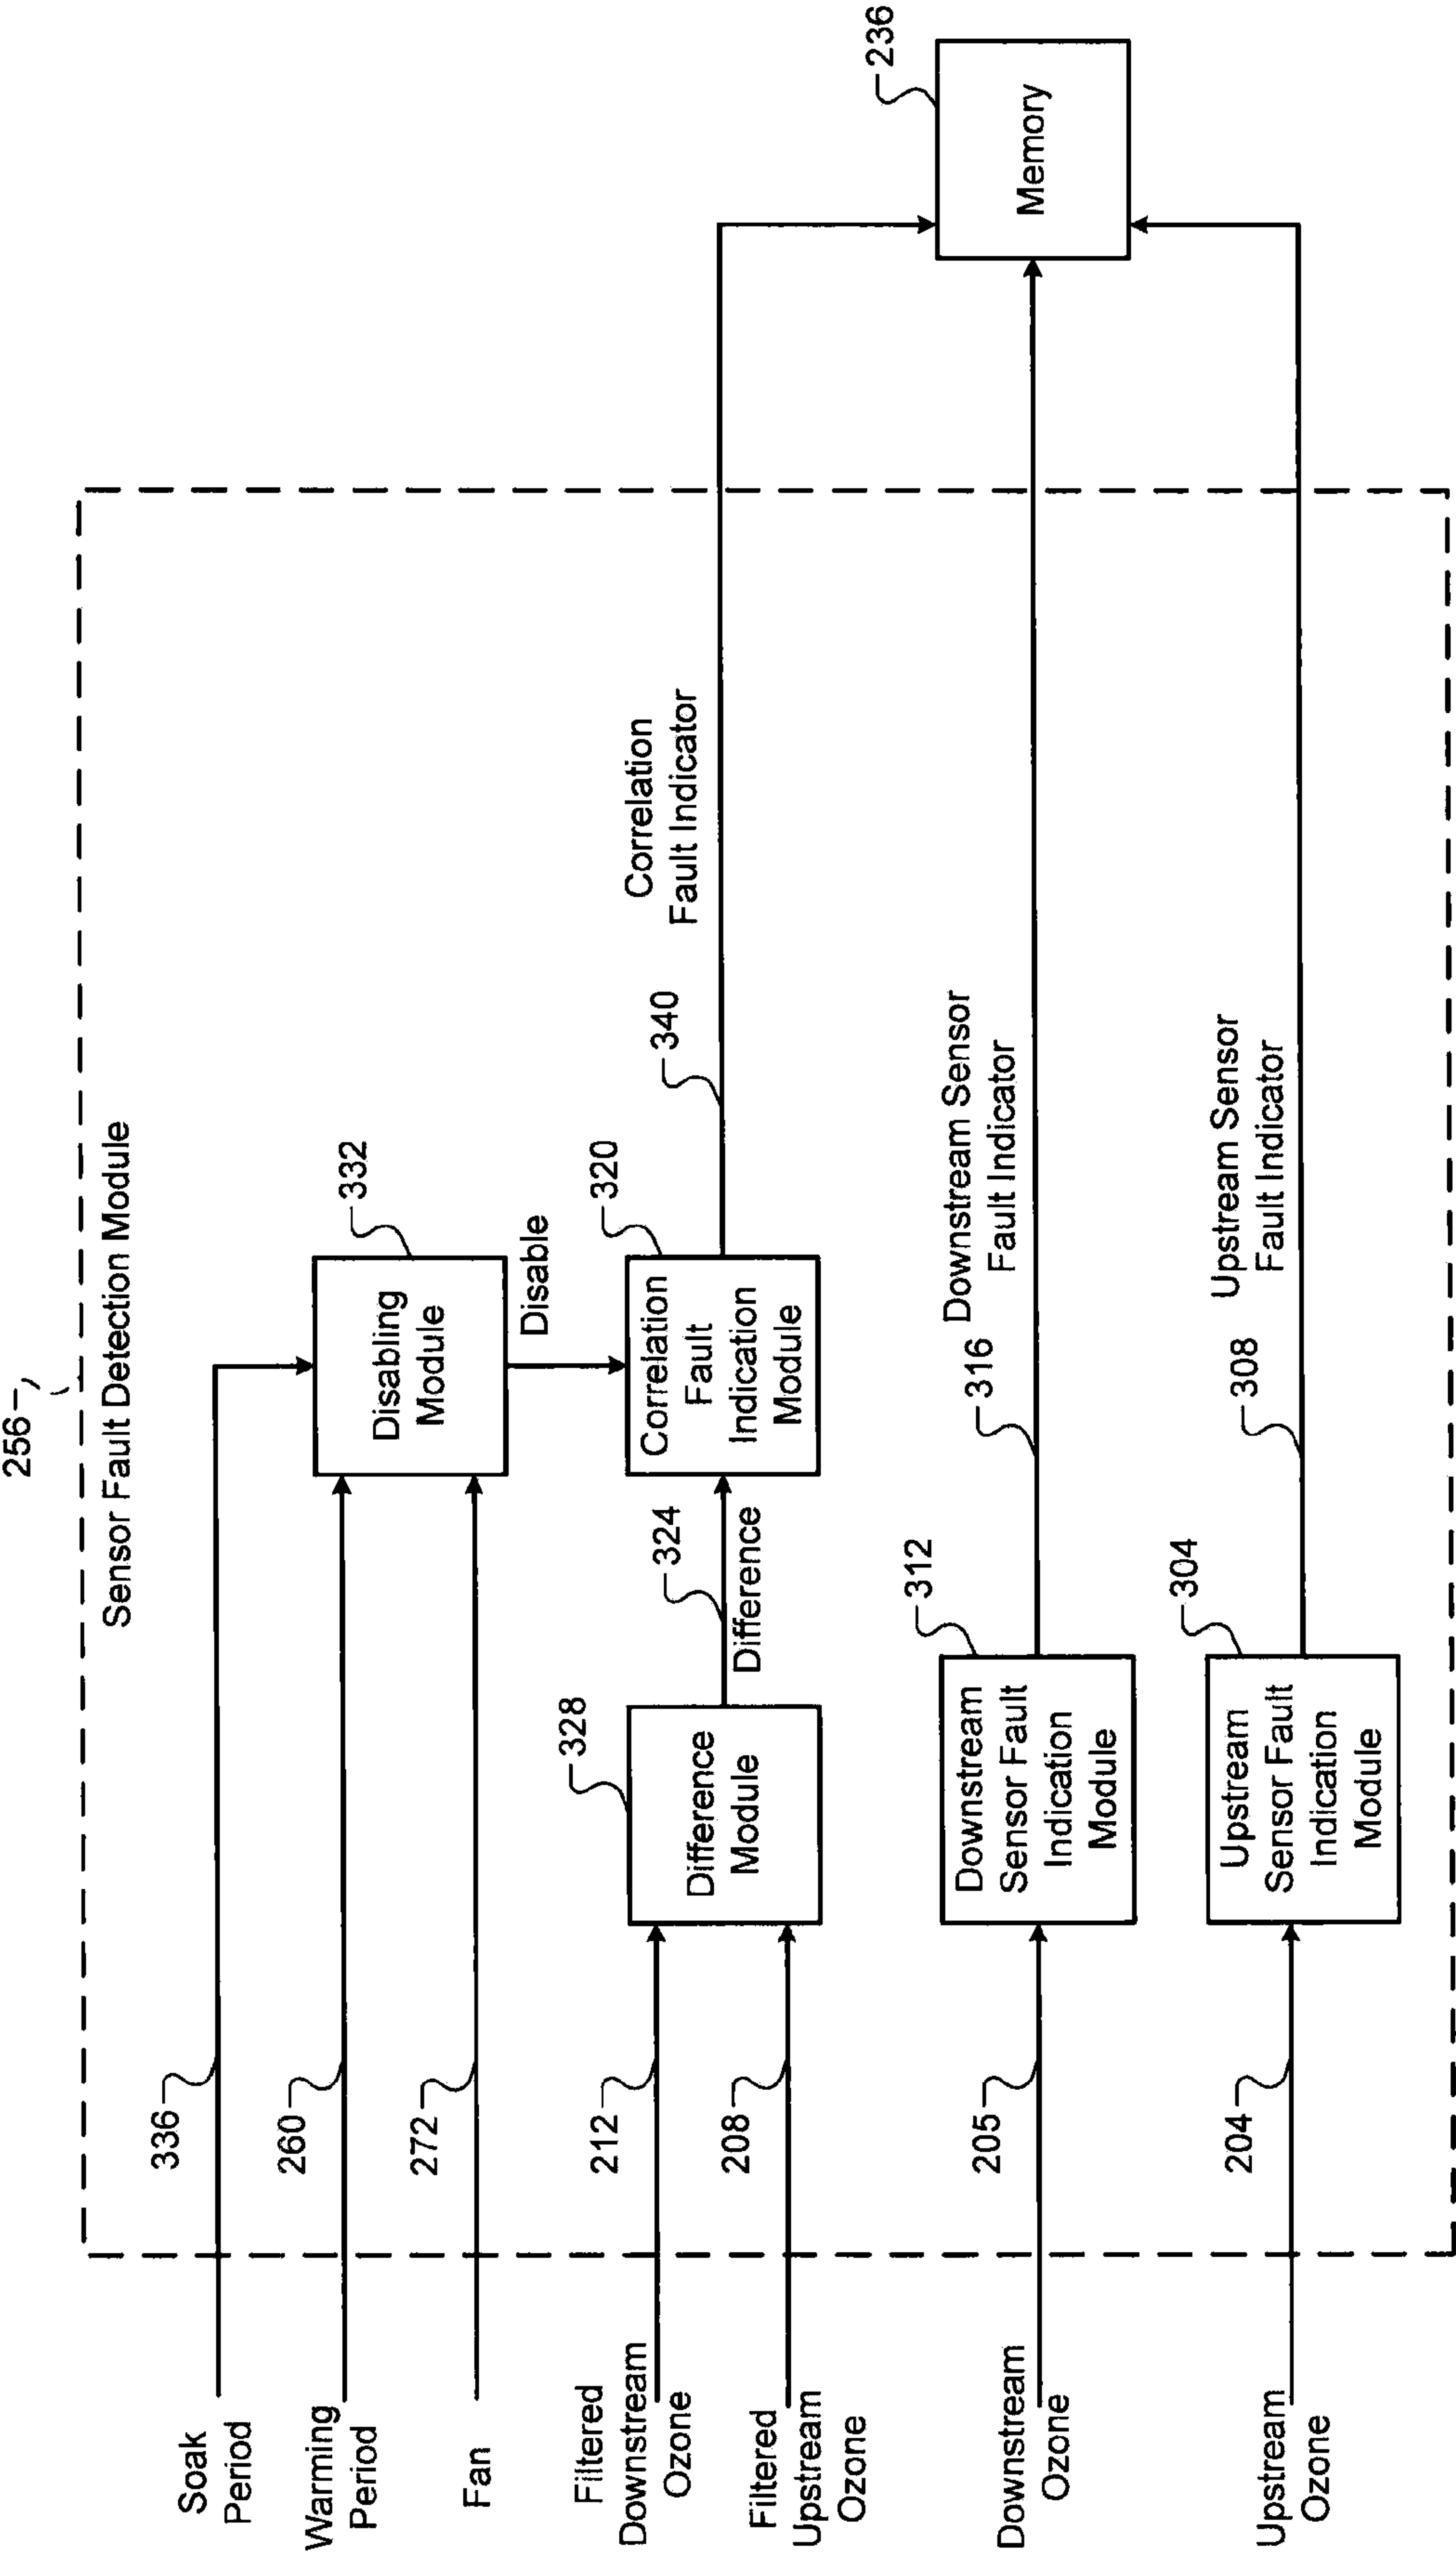 256
Sensor Fault Detection Module
Soak
Period
336
Warming
Period
260
Fan
272
Disabling
Module
332
Disable
Filtered
Downstream
Ozone
212
Filtered
Upstream
Ozone
208
Difference
Module
328
324
Difference
Correlation
Fault
Indication
Module
320
340
Correlation
Fault Indicator
Downstream
Ozone
205
Downstream
Sensor Fault
Indication
Module
312
316
Downstream Sensor
Fault Indicator
Upstream
Ozone
204
Upstream
Sensor Fault
Indication
Module
304
308
Upstream Sensor
Fault Indicator
Memory
236